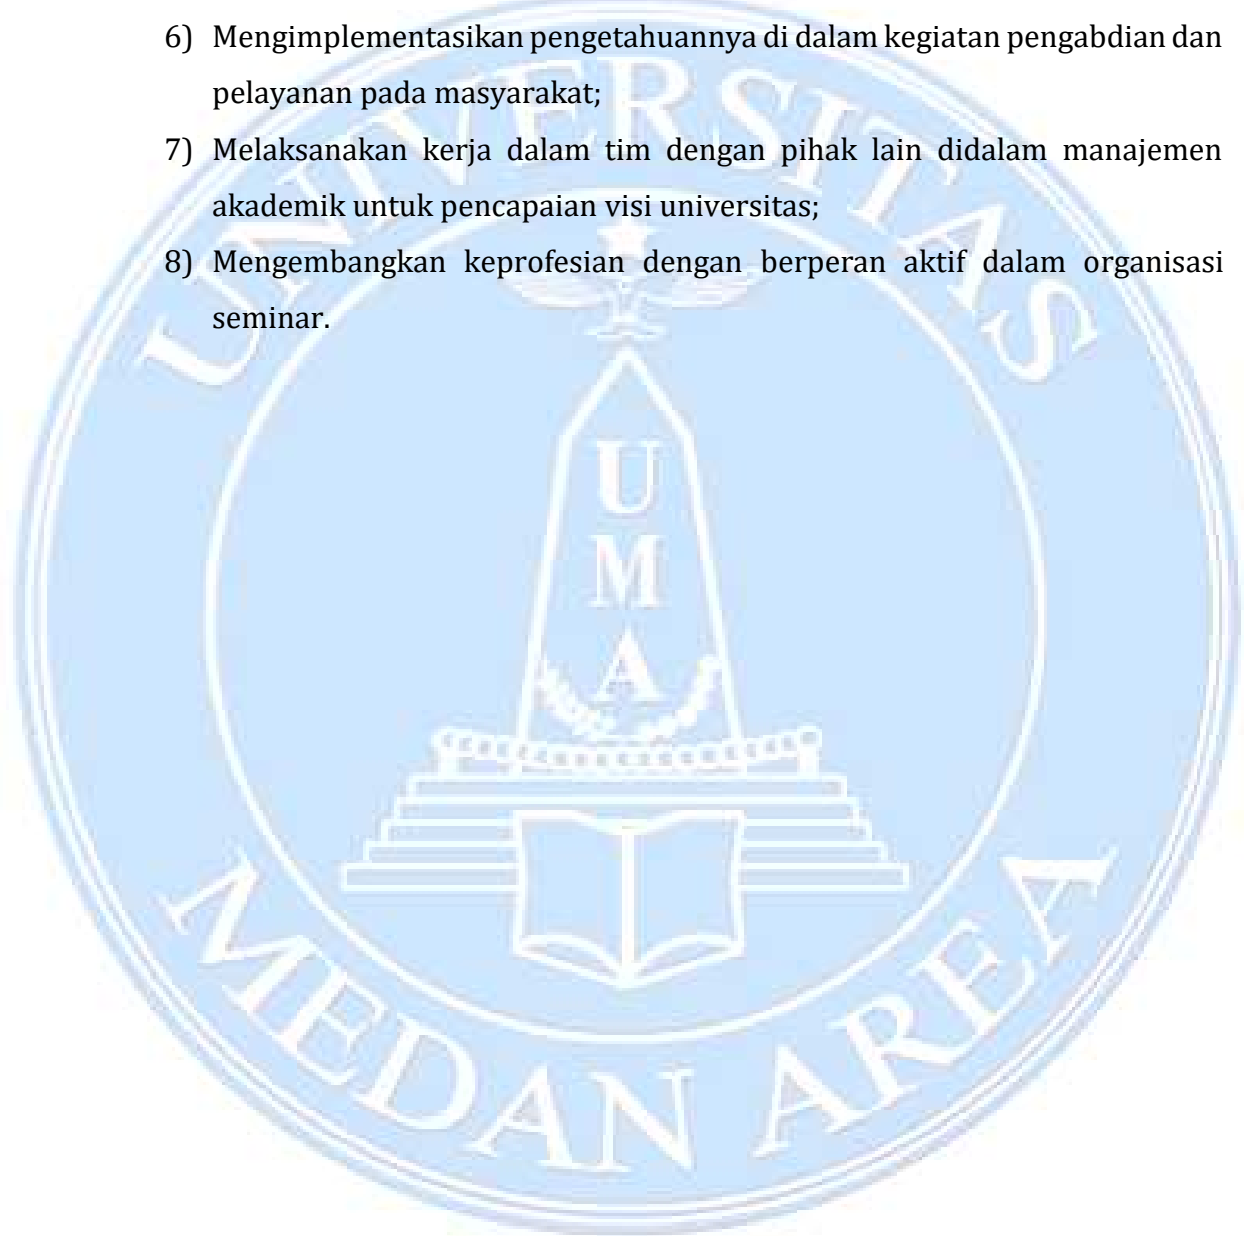 6) Mengimplementasikan pengetahuannya di dalam kegiatan pengabdian dan
pelayanan pada masyarakat;
7) Melaksanakan kerja dalam tim dengan pihak lain didalam manajemen
akademik untuk pencapaian visi universitas;
8) Mengembangkan keprofesian dengan berperan aktif dalam organisasi
seminar.
UNIVERSITAS
U
M
A
MEDAN AREA